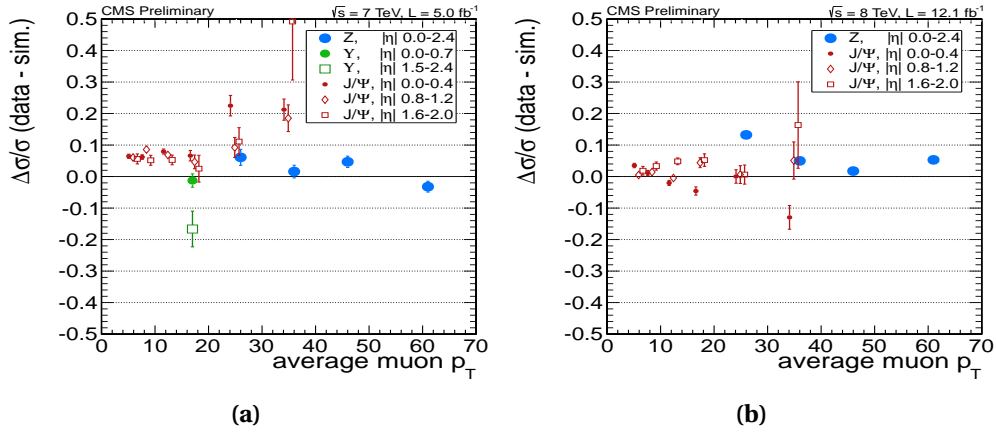 CMS Preliminary √s = 7 TeV, L = 5.0 fb⁻¹
Δσ/σ (data - sim.)
0.5
0.4
0.3
0.2
0.1
0.0
-0.1
-0.2
-0.3
-0.4
-0.5
Z, |η| 0.0-2.4
Υ, |η| 0.0-0.7
Υ, |η| 1.5-2.4
J/Ψ, |η| 0.0-0.4
J/Ψ, |η| 0.8-1.2
J/Ψ, |η| 1.6-2.0
0 10 20 30 40 50 60 70
average muon p_T
(a)
CMS Preliminary √s = 8 TeV, L = 12.1 fb⁻¹
Δσ/σ (data - sim.)
0.5
0.4
0.3
0.2
0.1
0.0
-0.1
-0.2
-0.3
-0.4
-0.5
Z, |η| 0.0-2.4
J/Ψ, |η| 0.0-0.4
J/Ψ, |η| 0.8-1.2
J/Ψ, |η| 1.6-2.0
0 10 20 30 40 50 60 70
average muon p_T
(b)